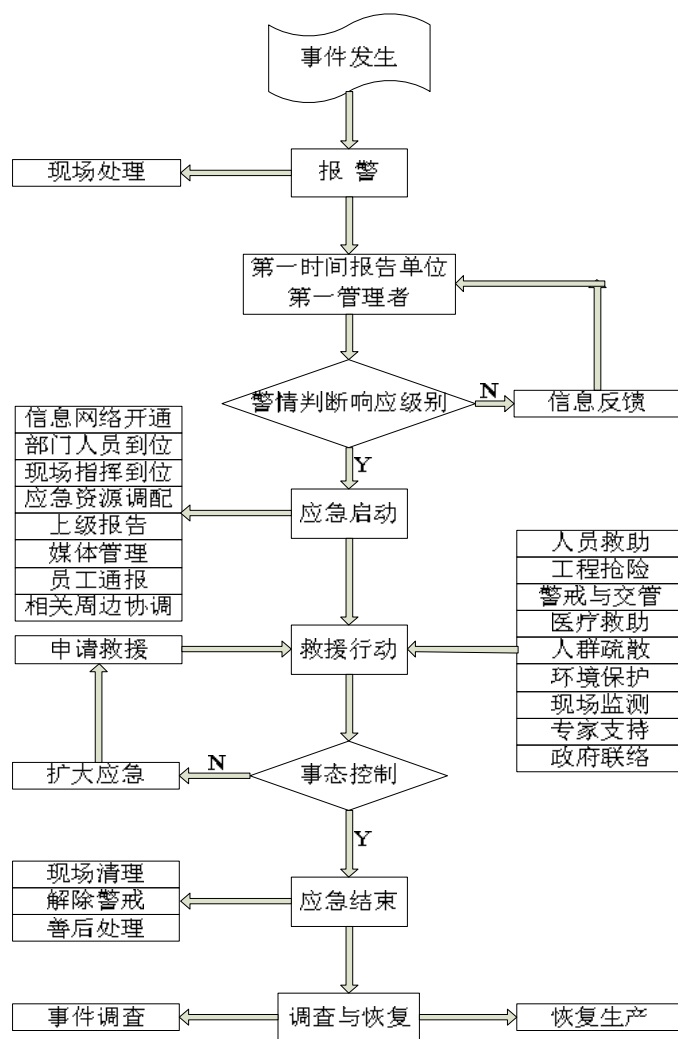 事件发生
现场处理
报 警
第一时间报告单位
第一管理者
警情判断响应级别
N
信息反馈
Y
信息网络开通
部门人员到位
现场指挥到位
应急资源调配
上级报告
媒体管理
员工通报
相关周边协调
应急启动
人员救助
工程抢险
警戒与交管
医疗救助
人群疏散
环境保护
现场监测
专家支持
政府联络
申请救援
救援行动
扩大应急
N
事态控制
Y
现场清理
解除警戒
善后处理
应急结束
事件调查
调查与恢复
恢复生产